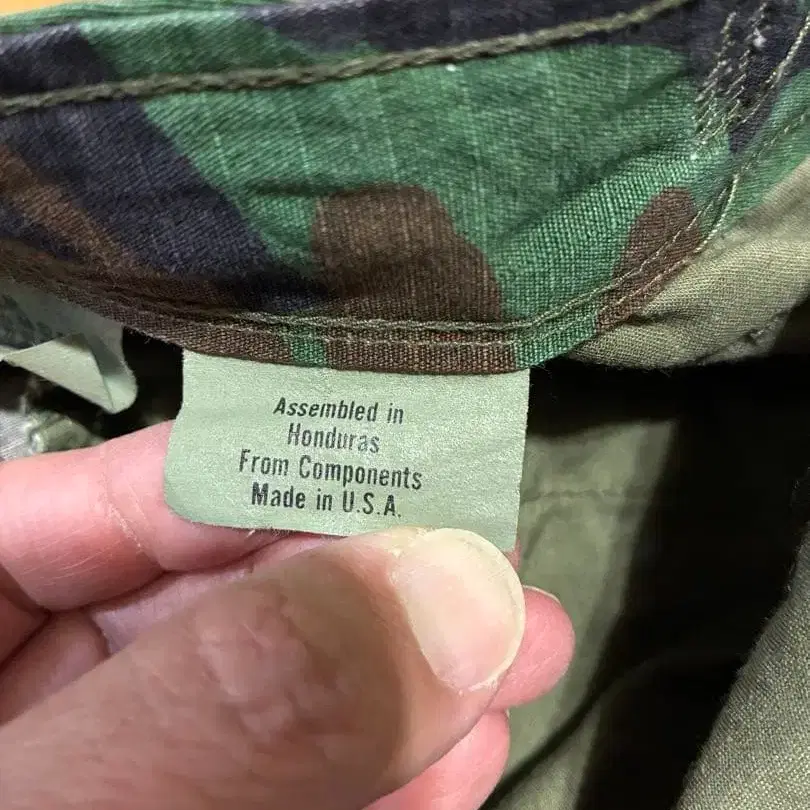 Assembled in
Honduras
From Components
Made in U.S.A.